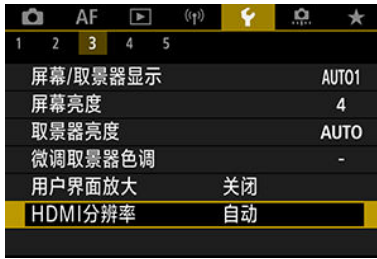 AF
1 2 3 4 5
屏幕/取景器显示 AUTO1
屏幕亮度 4
取景器亮度 AUTO
微调取景器色调 -
用户界面放大 关闭
HDMI分辨率 自动